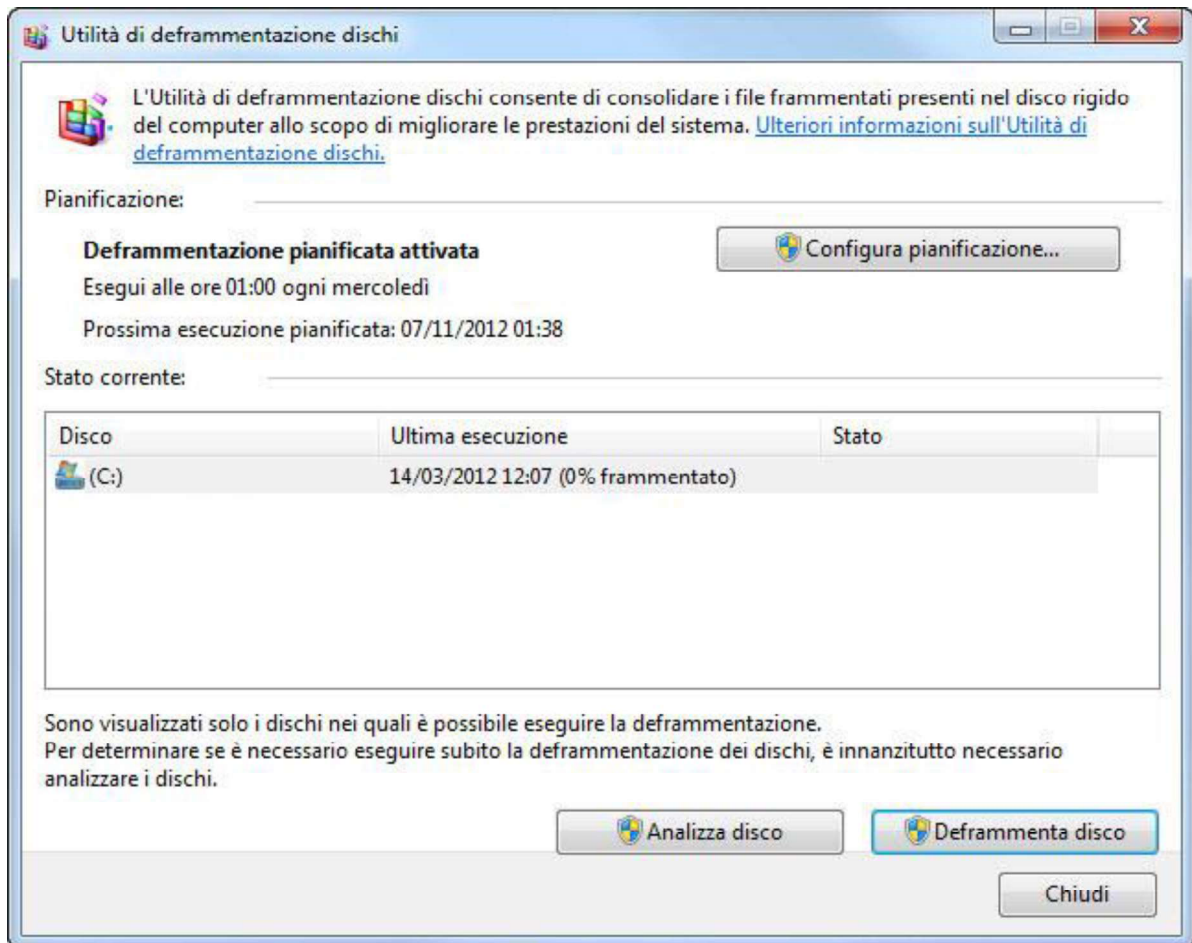 Utilità di deframmentazione dischi
L'Utilità di deframmentazione dischi consente di consolidare i file frammentati presenti nel disco rigido
del computer allo scopo di migliorare le prestazioni del sistema. Ulteriori informazioni sull'Utilità di
deframmentazione dischi.
Pianificazione:
Deframmentazione pianificata attivata
Configura pianificazione...
Esegui alle ore 01:00 ogni mercoledì
Prossima esecuzione pianificata: 07/11/2012 01:38
Stato corrente:
Disco Ultima esecuzione Stato
(C:) 14/03/2012 12:07 (0% frammentato)
Sono visualizzati solo i dischi nei quali è possibile eseguire la deframmentazione.
Per determinare se è necessario eseguire subito la deframmentazione dei dischi, è innanzitutto necessario
analizzare i dischi.
Analizza disco Deframmenta disco
Chiudi